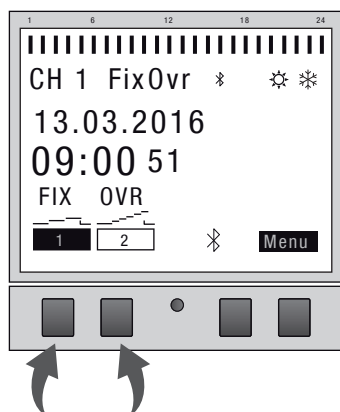 1 6 12 18 24
CH 1 FixOvr
13.03.2016
09:00 51
FIX OVR
1 2 Menu